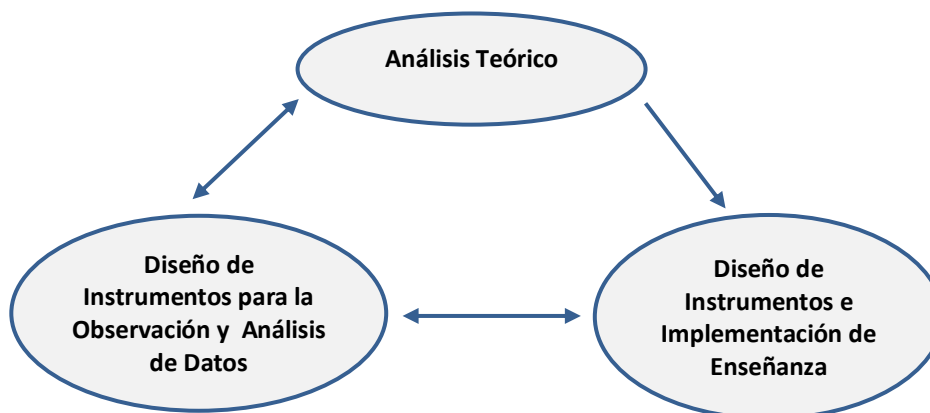 Análisis Teórico
Diseño de
Instrumentos para la
Observación y Análisis
de Datos
Diseño de
Instrumentos e
Implementación de
Enseñanza